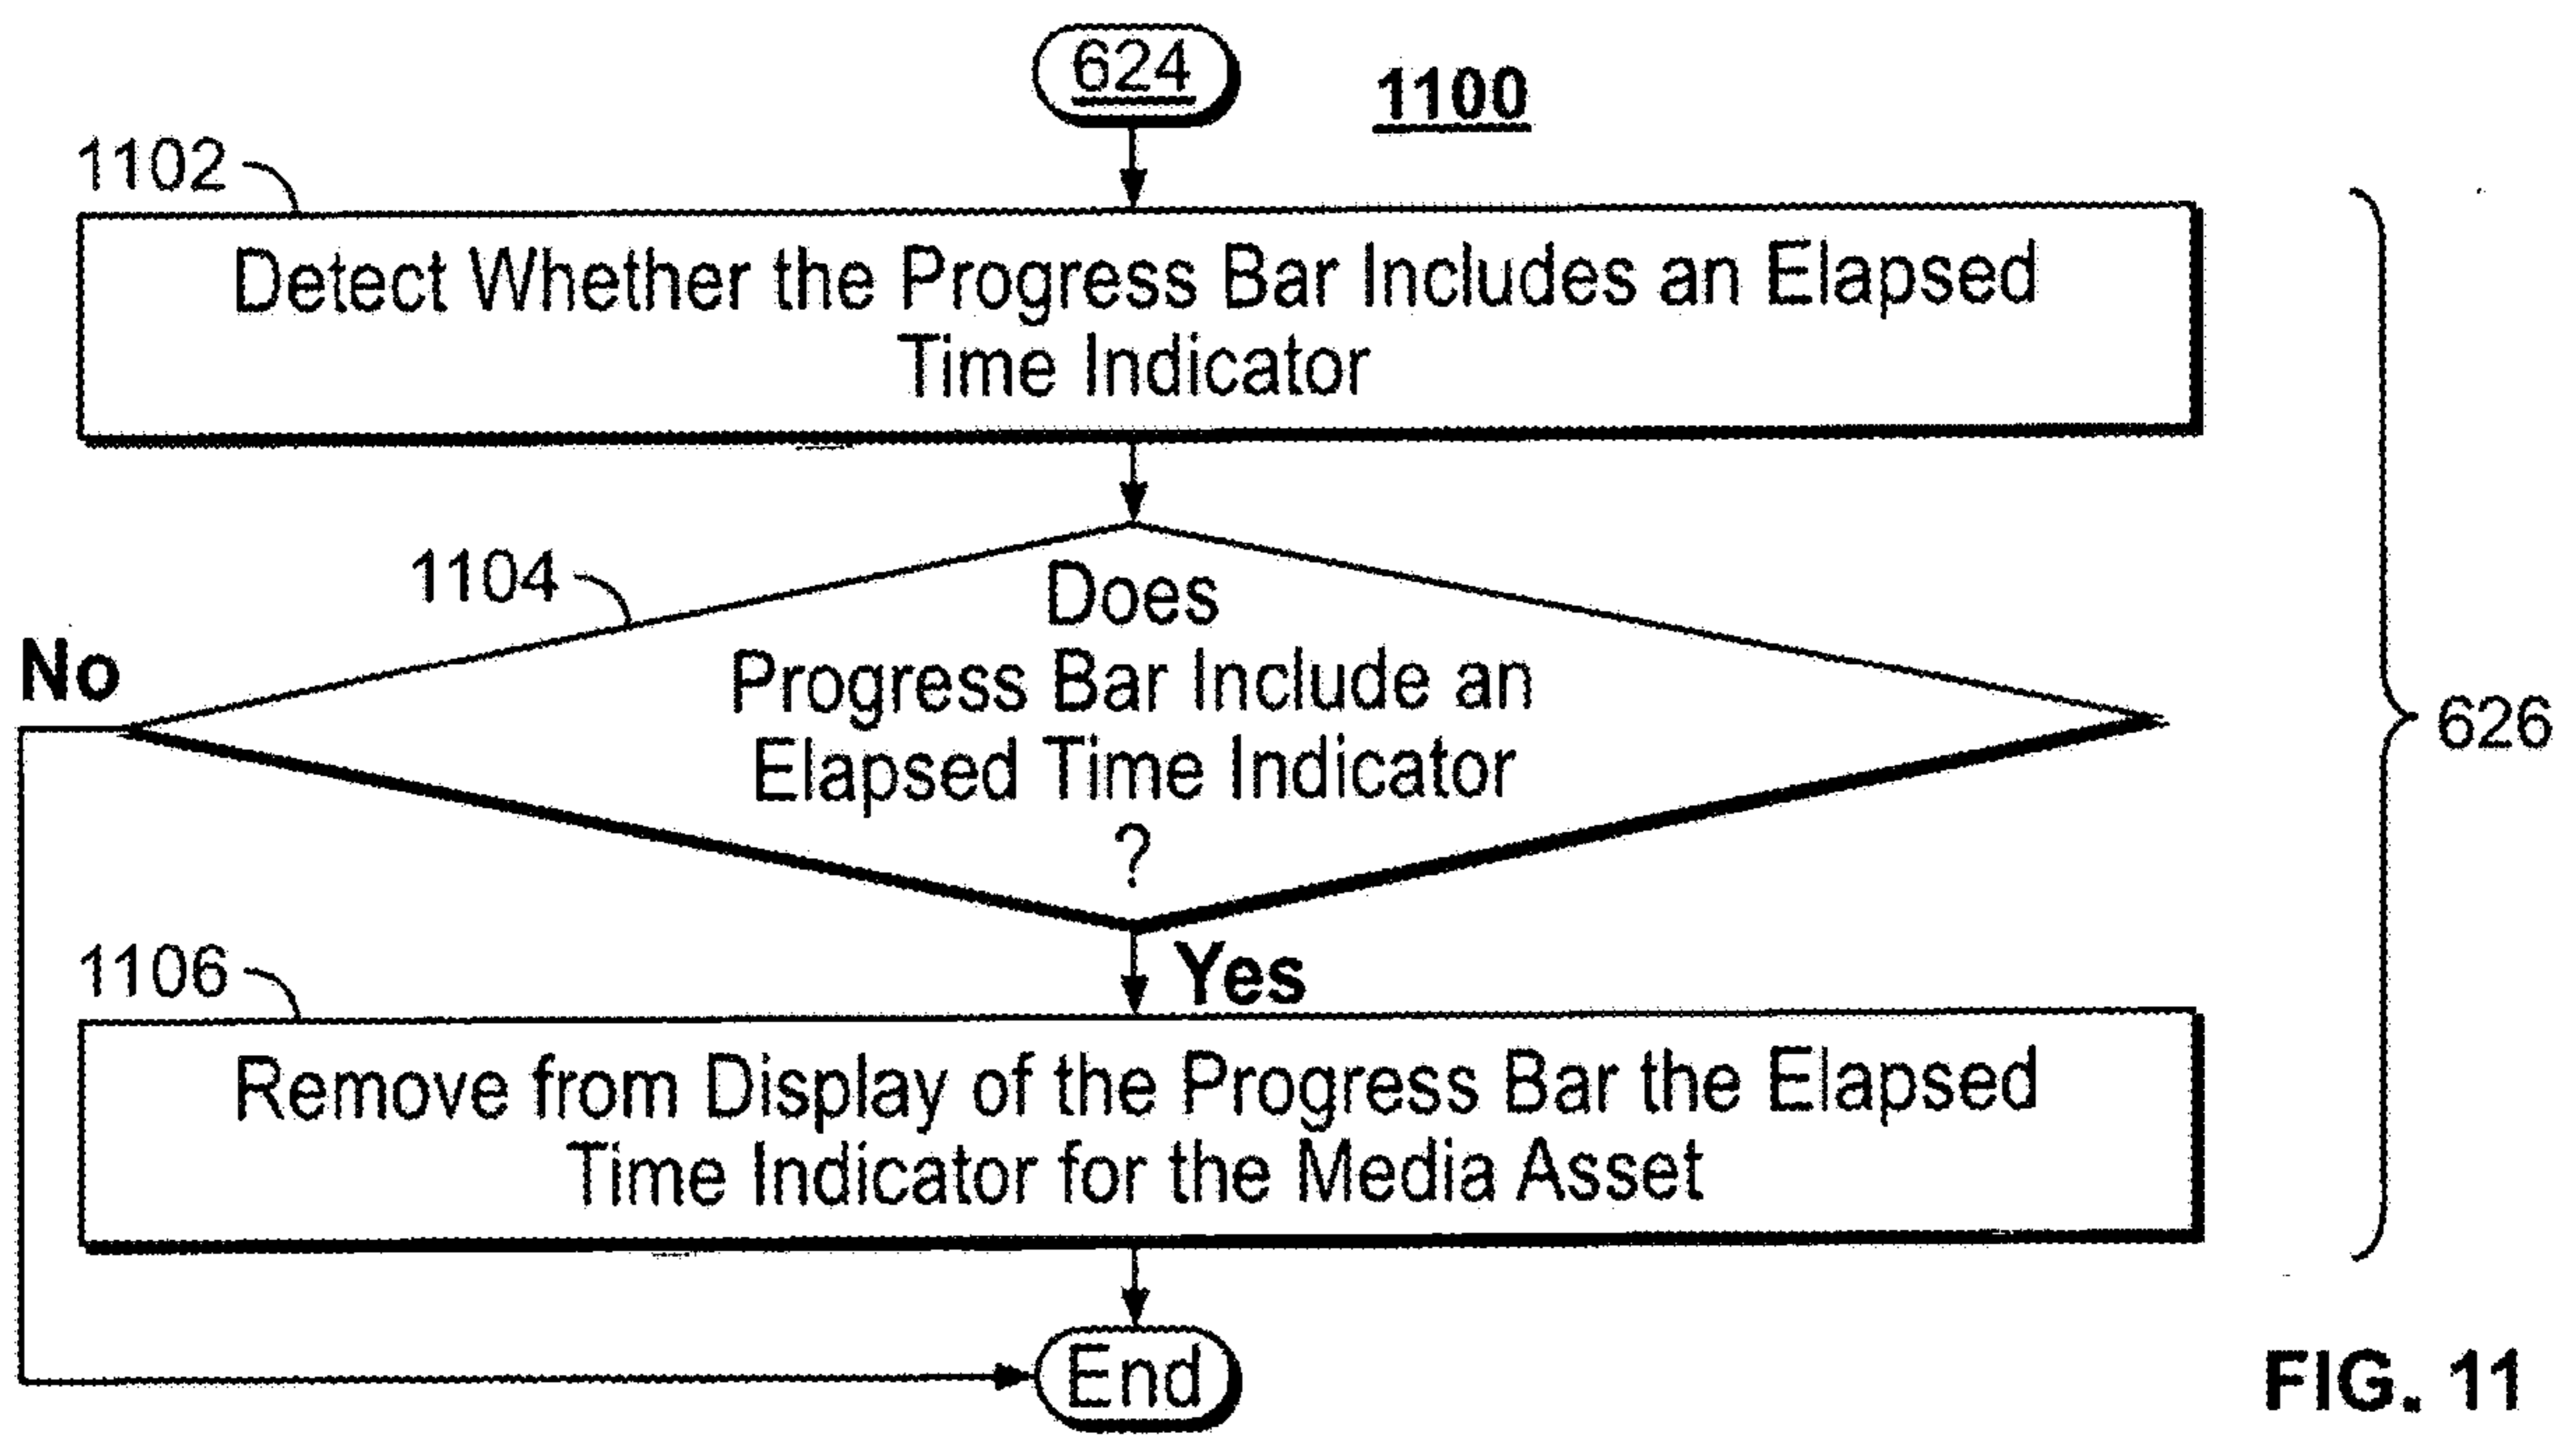 624
1100
1102
Detect Whether the Progress Bar Includes an Elapsed
Time Indicator
1104
Does
Progress Bar Include an
Elapsed Time Indicator
?
No
626
Yes
1106
Remove from Display of the Progress Bar the Elapsed
Time Indicator for the Media Asset
End
FIG. 11